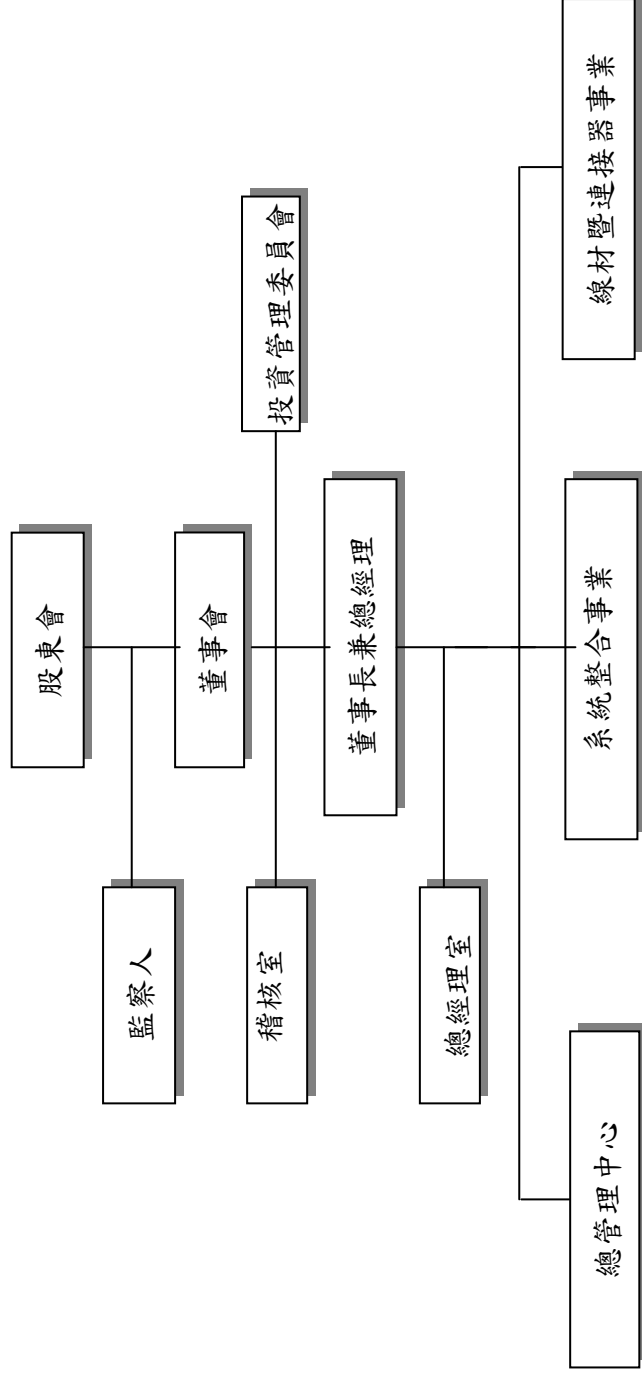 股東會
監察人
董事會
稽核室
投資管理委員會
董事長兼總經理
總經理室
總管理中心
系統整合事業
線材暨連接器事業